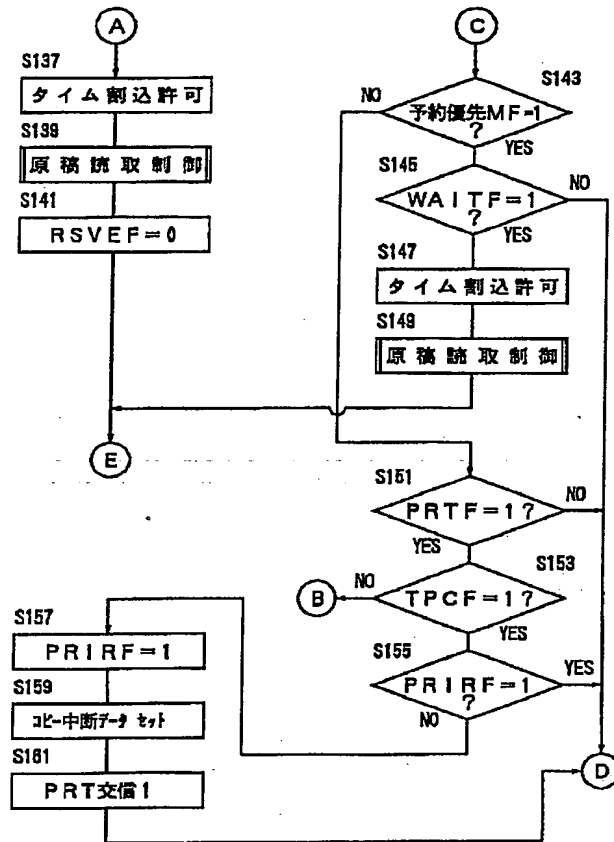 A
S137
タイム割込許可
S139
原稿読取制御
S141
RSVEF=0
E
C
S143
予約優先MF=1
?
NO
YES
S145
WAITF=1
?
NO
YES
S147
タイム割込許可
S149
原稿読取制御
S151
PRTF=1?
NO
YES
S153
TPCF=1?
NO
B
YES
S155
PRIRF=1
?
YES
NO
D
S157
PRIRF=1
S159
コピー中断データセット
S161
PRT交信1